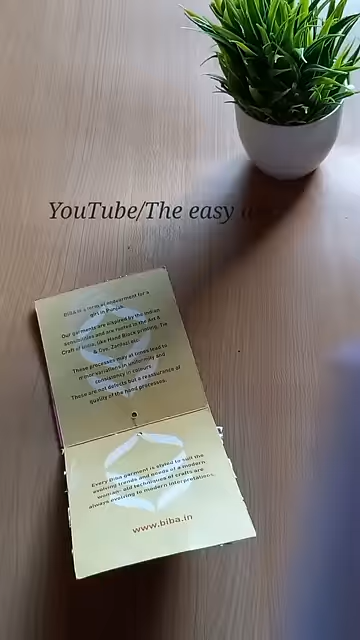 YouTube/The easy
BIBA is a term of endearment for a
girl in Punjab.
Our garments are inspired by the Indian
sensibilities and are rooted in the Art &
Craft of India, like Hand Block printing, Tie
& Dye, Zardozi etc.
These processes may at times lead to
minor variations in uniformity and
consistency in colours.
These are not defects but a reassurance of
quality of the hand processes.
Every BIBA garment is styled to suit the
evolving trends and needs of a modern
woman- old techniques of crafts are
always evolving to modern interpretations.
www.biba.in